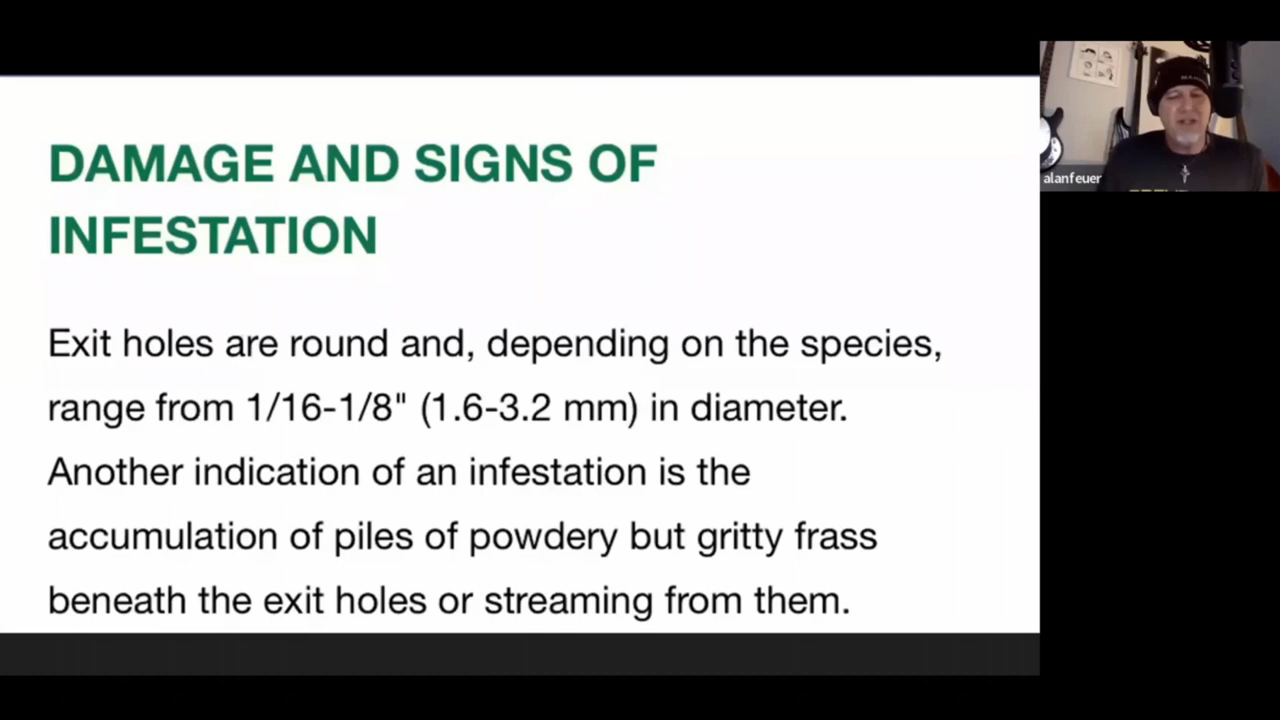 DAMAGE AND SIGNS OF
INFESTATION
Exit holes are round and, depending on the species,
range from 1/16-1/8" (1.6-3.2 mm) in diameter.
Another indication of an infestation is the
accumulation of piles of powdery but gritty frass
beneath the exit holes or streaming from them.
alanfeuer